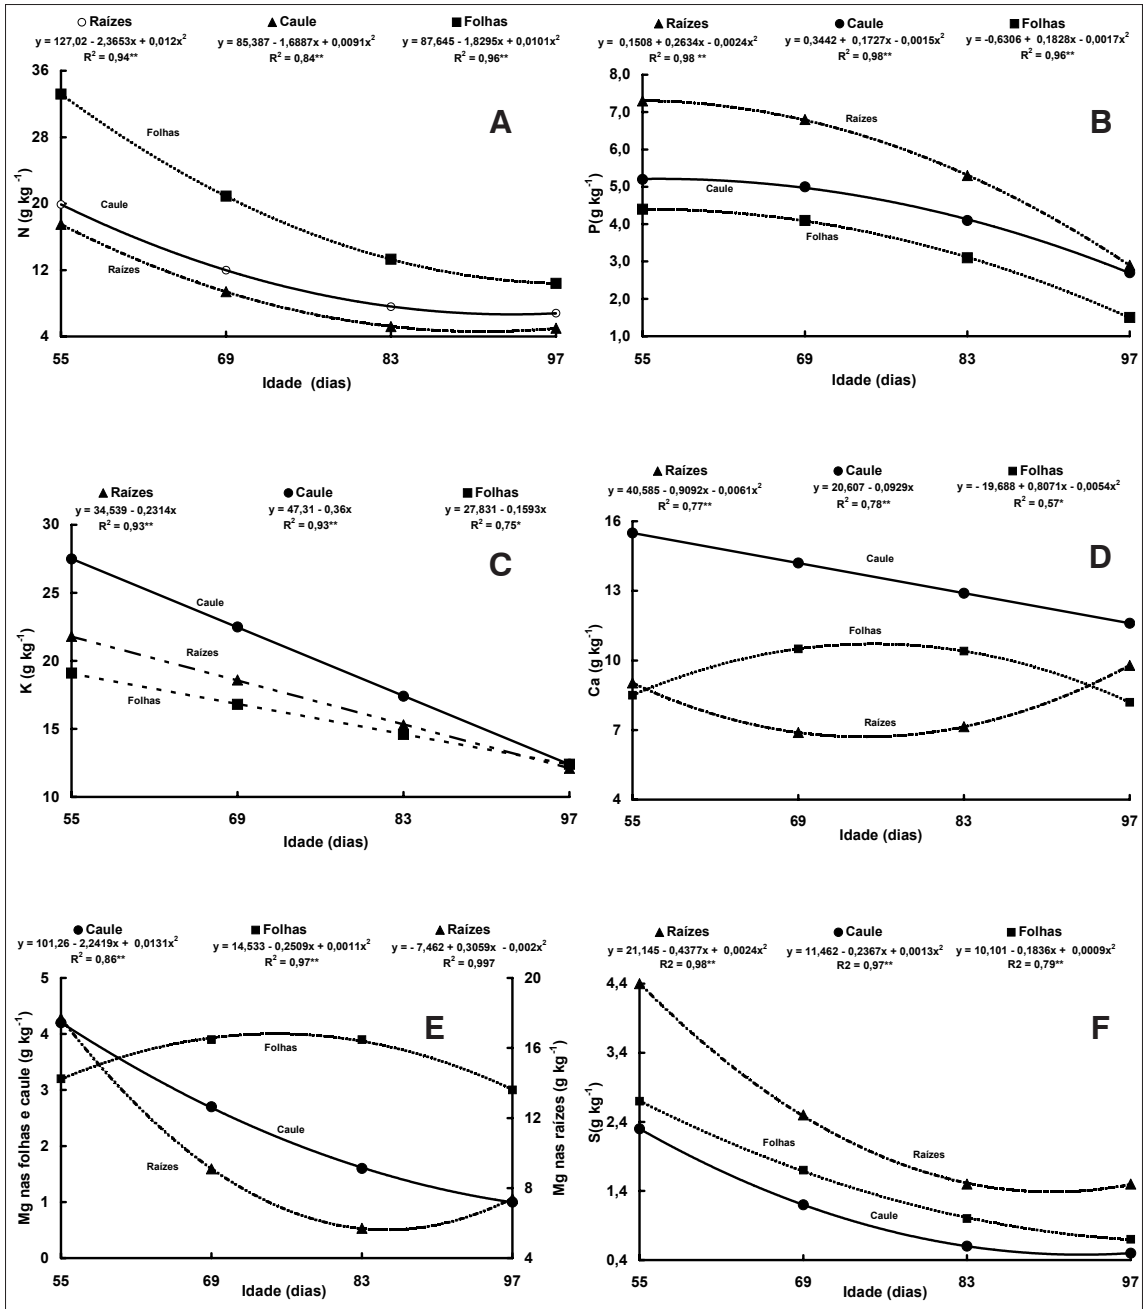 Raízes Caule Folhas
y = 127,02 - 2,3653x + 0,012x² y = 85,387 - 1,6887x + 0,0091x² y = 87,645 - 1,8295x + 0,0101x²
R² = 0,94** R² = 0,84** R² = 0,96**
A
N (g kg⁻¹)
36
28
20
12
4
Folhas
Caule
Raízes
55 69 83 97
Idade (dias)
Raízes Caule Folhas
y = 0,1508 + 0,2634x - 0,0024x² y = 0,3442 + 0,1727x - 0,0015x² y = -0,6306 + 0,1828x - 0,0017x²
R² = 0,98 ** R² = 0,98** R² = 0,96**
B
P(g kg⁻¹)
8,0
7,0
6,0
5,0
4,0
3,0
2,0
1,0
Raízes
Caule
Folhas
55 69 83 97
Idade (dias)
Raízes Caule Folhas
y = 34,539 - 0,2314x y = 47,31 - 0,36x y = 27,831 - 0,1593x
R² = 0,93** R² = 0,93** R² = 0,75*
C
K (g kg⁻¹)
30
25
20
15
10
Caule
Raízes
Folhas
55 69 83 97
Idade (dias)
Raízes Caule Folhas
y = 40,585 - 0,9092x - 0,0061x² y = 20,607 - 0,0929x y = - 19,688 + 0,8071x - 0,0054x²
R² = 0,77** R² = 0,78** R² = 0,57*
D
Ca (g kg⁻¹)
16
13
10
7
4
Caule
Folhas
Raízes
55 69 83 97
Idade (dias)
Caule Folhas Raízes
y = 101,26 - 2,2419x + 0,0131x² y = 14,533 - 0,2509x + 0,0011x² y = - 7,462 + 0,3059x - 0,002x²
R² = 0,86** R² = 0,97** R² = 0,997
E
Mg nas folhas e caule (g kg⁻¹)
5
4
3
2
1
0
Folhas
Caule
Raízes
20
16
12
8
4
Mg nas raízes (g kg⁻¹)
55 69 83 97
Idade (dias)
Raízes Caule Folhas
y = 21,145 - 0,4377x + 0,0024x² y = 11,462 - 0,2367x + 0,0013x² y = 10,101 - 0,1836x + 0,0009x²
R2 = 0,98** R2 = 0,97** R2 = 0,79**
F
S(g kg⁻¹)
4,4
3,4
2,4
1,4
0,4
Folhas
Raízes
Caule
55 69 83 97
Idade (dias)